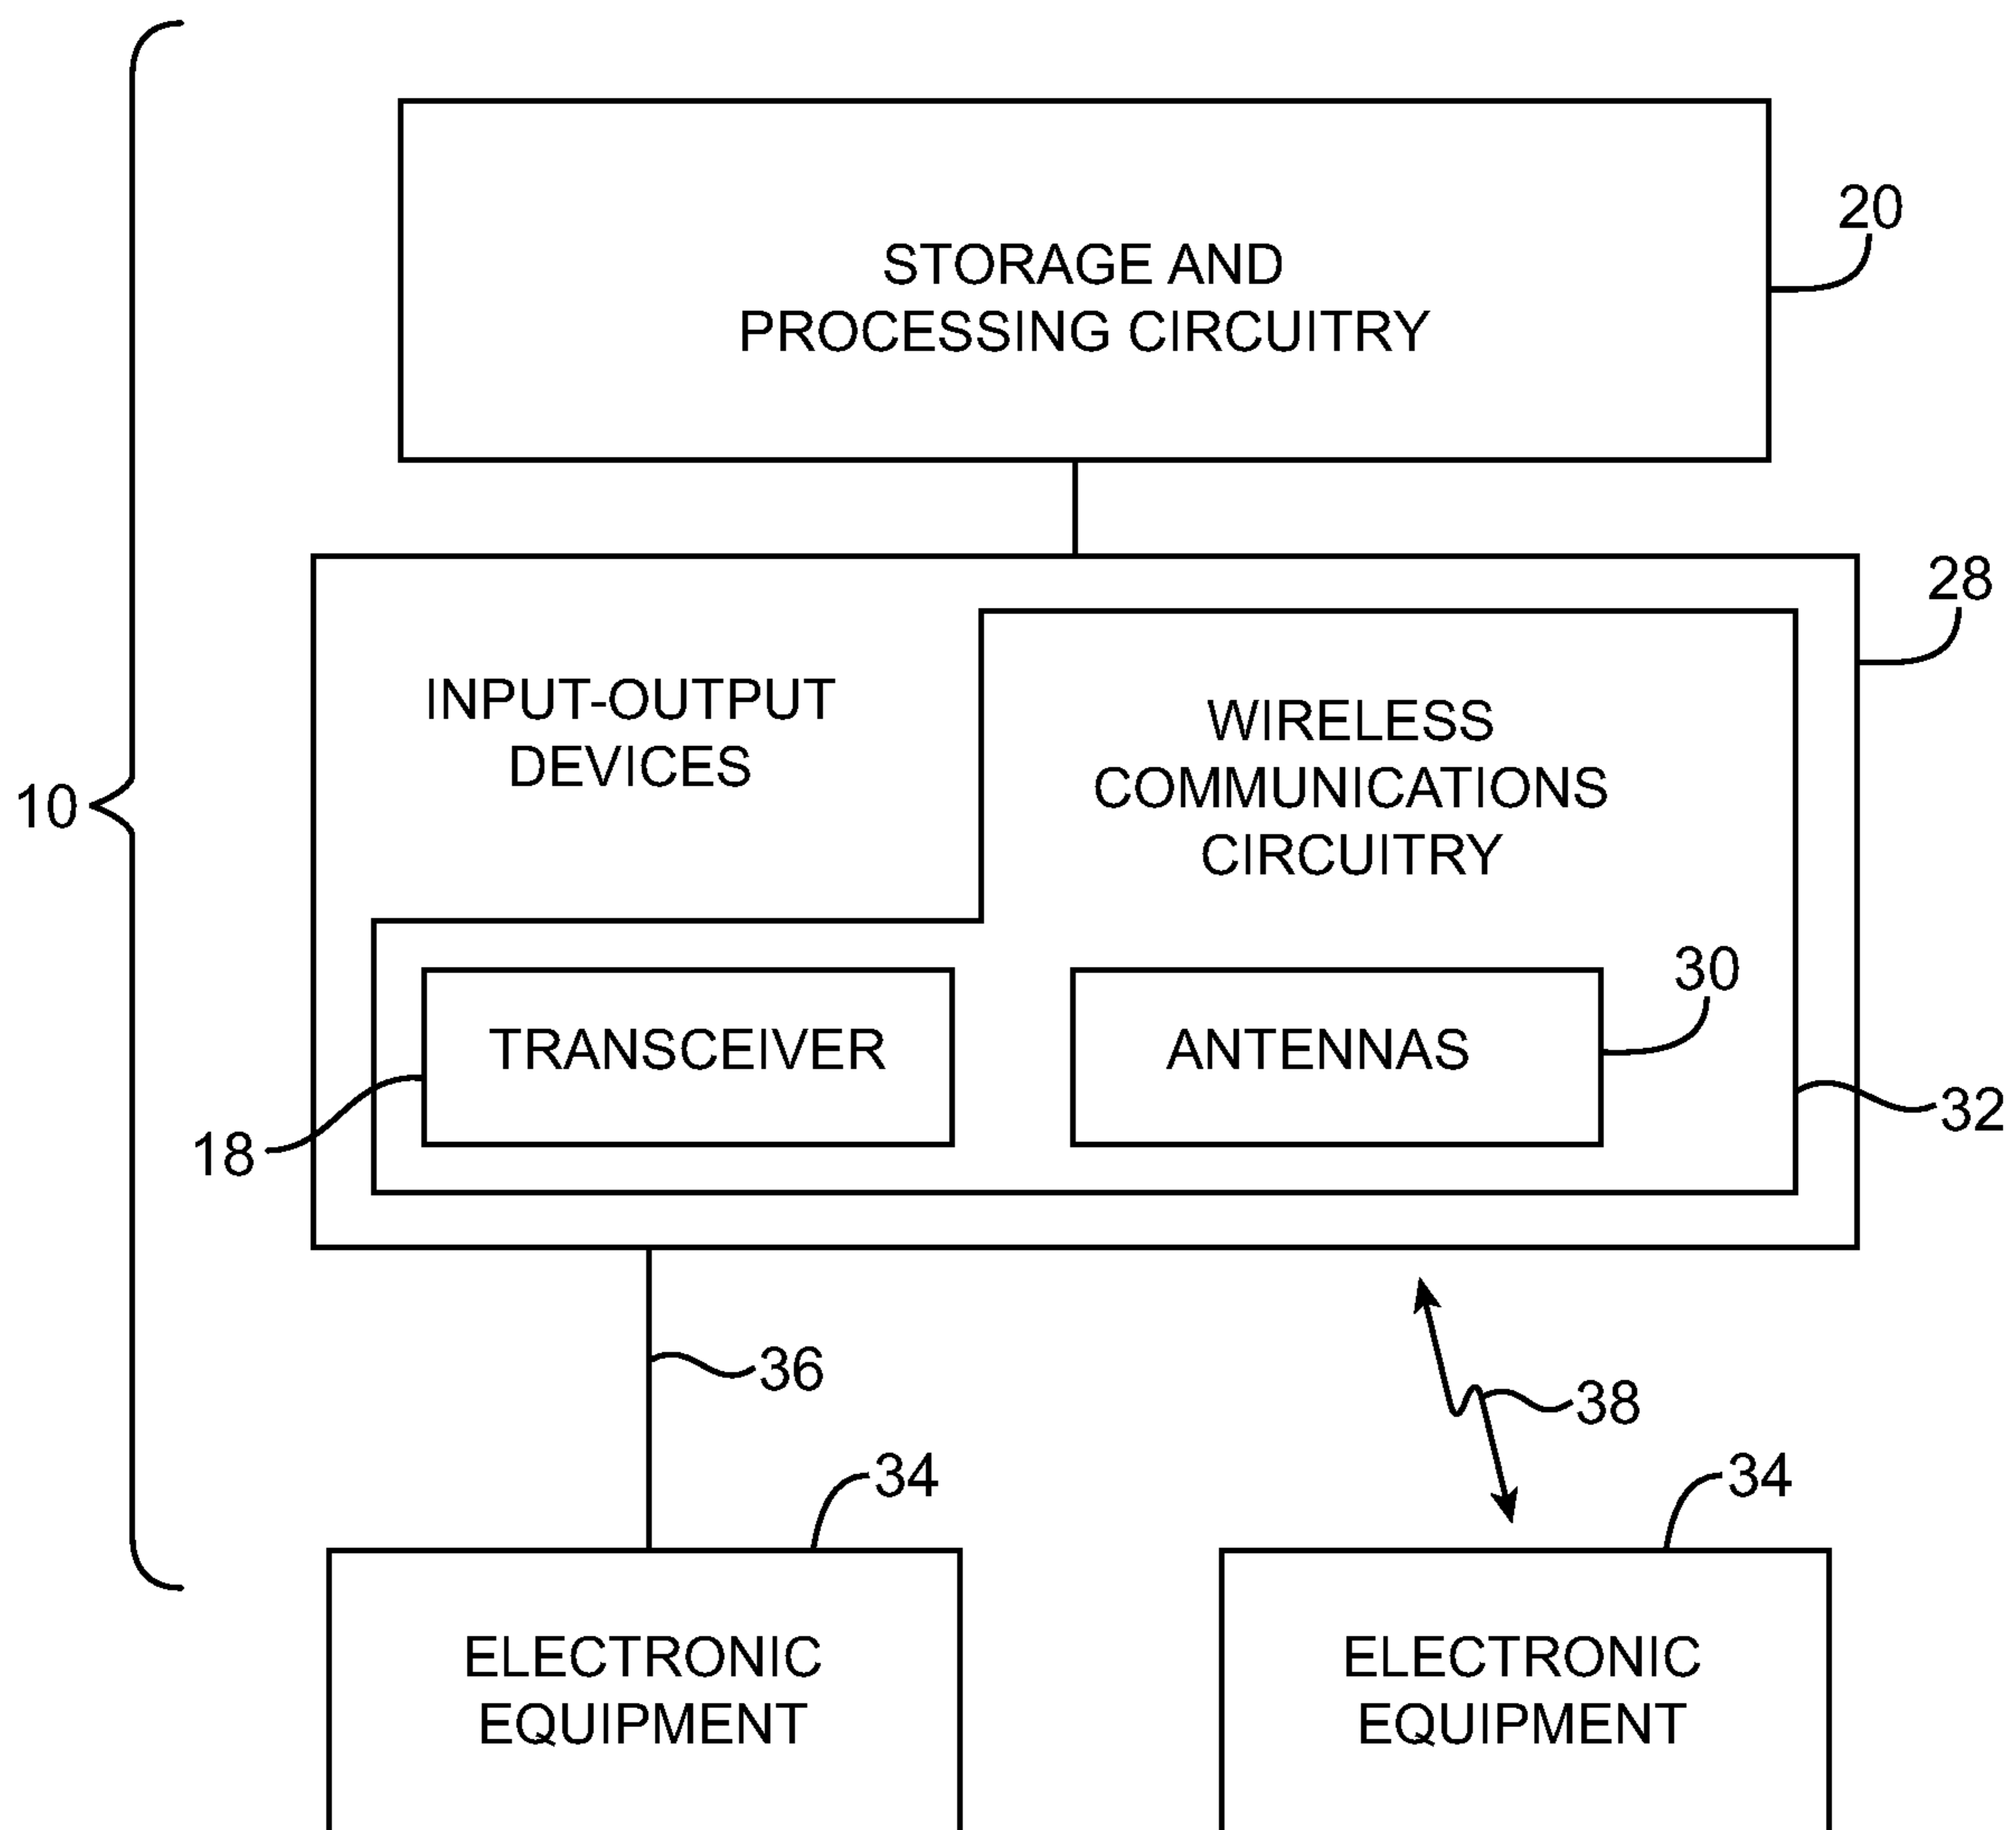 20
STORAGE AND
PROCESSING CIRCUITRY
28
INPUT-OUTPUT
DEVICES
WIRELESS
COMMUNICATIONS
CIRCUITRY
10
30
TRANSCEIVER
ANTENNAS
32
18
36
38
34
34
ELECTRONIC
EQUIPMENT
ELECTRONIC
EQUIPMENT